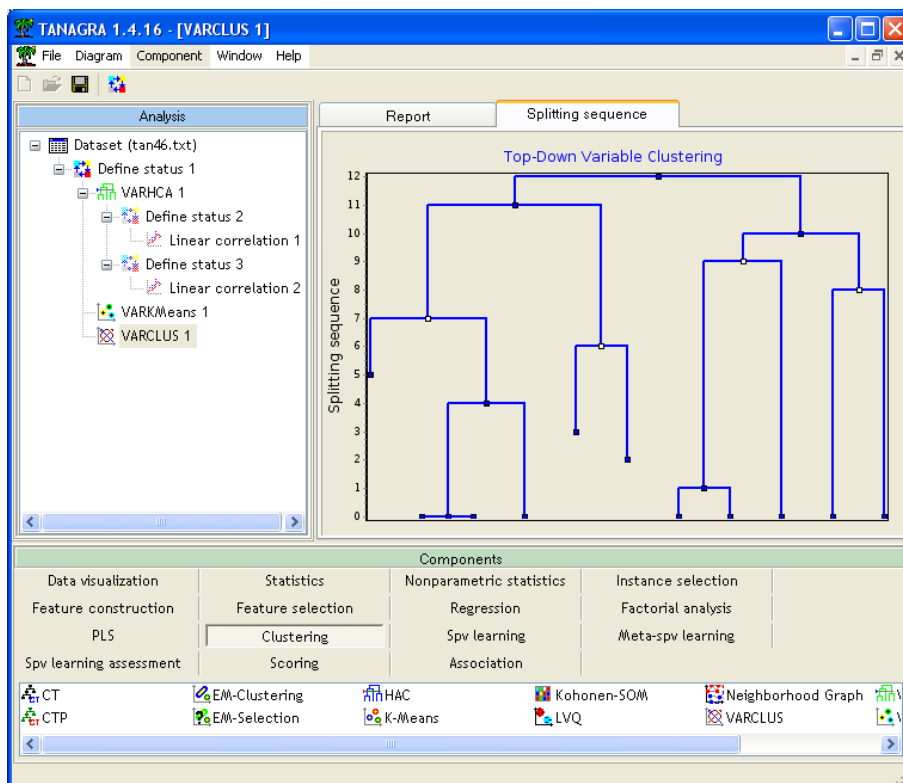 TANAGRA 1.4.16 - [VARCLUS 1]
File Diagram Component Window Help
Analysis
Dataset (tan46.txt)
Define status 1
VARHCA 1
Define status 2
Linear correlation 1
Define status 3
Linear correlation 2
VARKMeans 1
VARCLUS 1
Report Splitting sequence
Top-Down Variable Clustering
Splitting sequence
12
11
10
9
8
7
6
5
4
3
2
1
0
Components
Data visualization Statistics Nonparametric statistics Instance selection
Feature construction Feature selection Regression Factorial analysis
PLS Clustering Spv learning Meta-spv learning
Spv learning assessment Scoring Association
CT EM-Clustering HAC Kohonen-SOM Neighborhood Graph
CTP EM-Selection K-Means LVQ VARCLUS